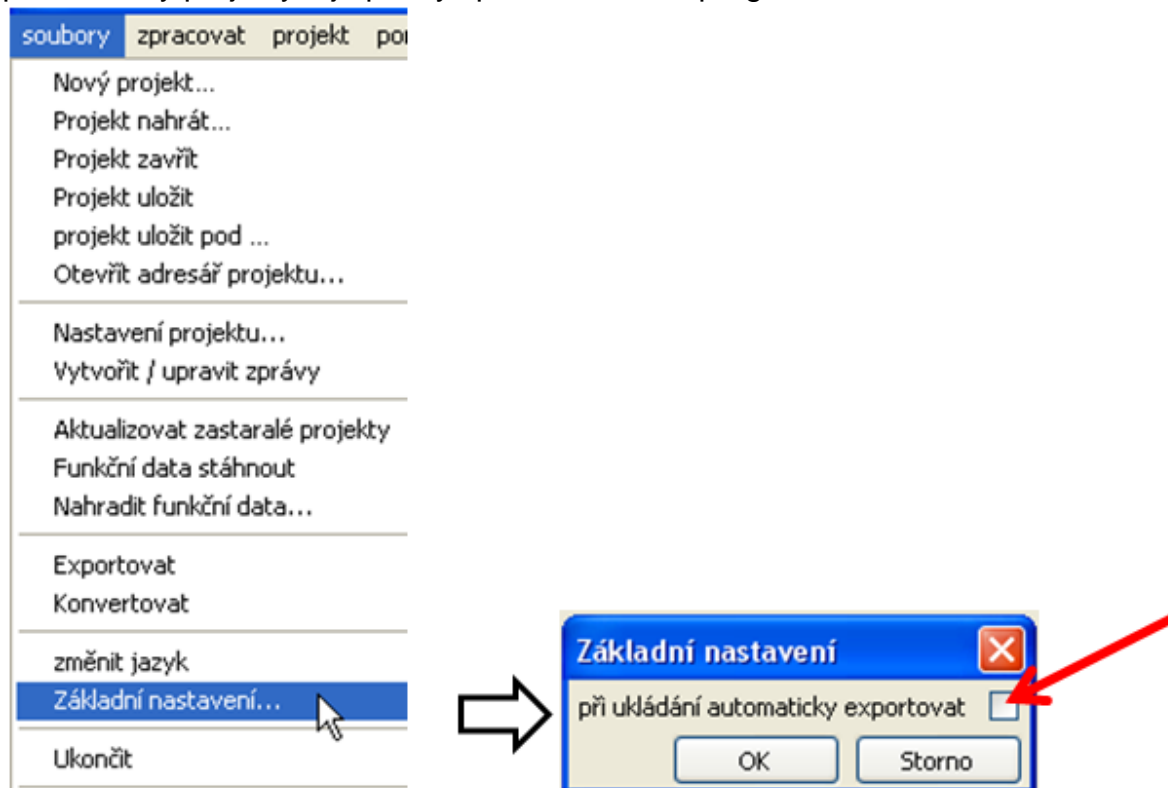 soubory zpracovat projekt
Nový projekt...
Projekt nahrát...
Projekt zavřít
Projekt uložit
projekt uložit pod ...
Otevřít adresář projektu...
Nastavení projektu...
Vytvořit / upravit zprávy
Aktualizovat zastaralé projekty
Funkční data stáhnout
Nahradit funkční data...
Exportovat
Konvertovat
změnit jazyk
Základní nastavení...
Ukončit
Základní nastavení
při ukládání automaticky exportovat
OK Storno